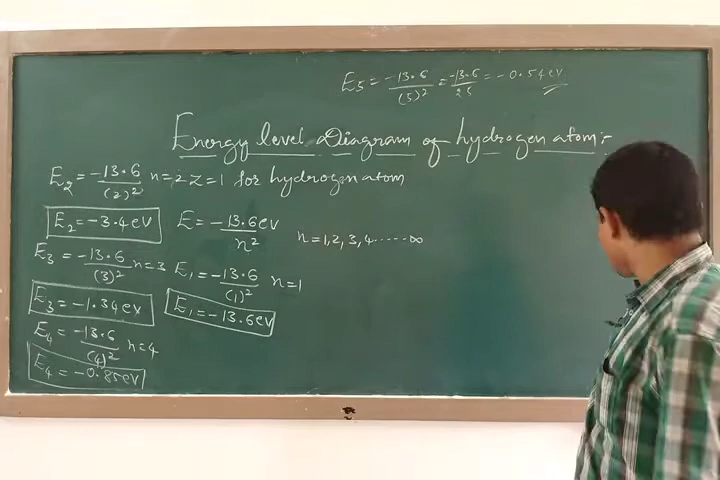 E₅ = -13.6/(5)² = -13.6/25 = -0.54 ev
Energy level Diagram of hydrogen atom:-
E₂ = -13.6/(2)² n=2 Z=1 for hydrogen atom
E₂ = -3.4ev
E = -13.6ev/n²
n=1,2,3,4......∞
E₃ = -13.6/(3)² n=3
E₁ = -13.6/(1)² n=1
E₃ = -1.34ev
E₁ = -13.6ev
E₄ = -13.6/(4)² n=4
E₄ = -0.85ev